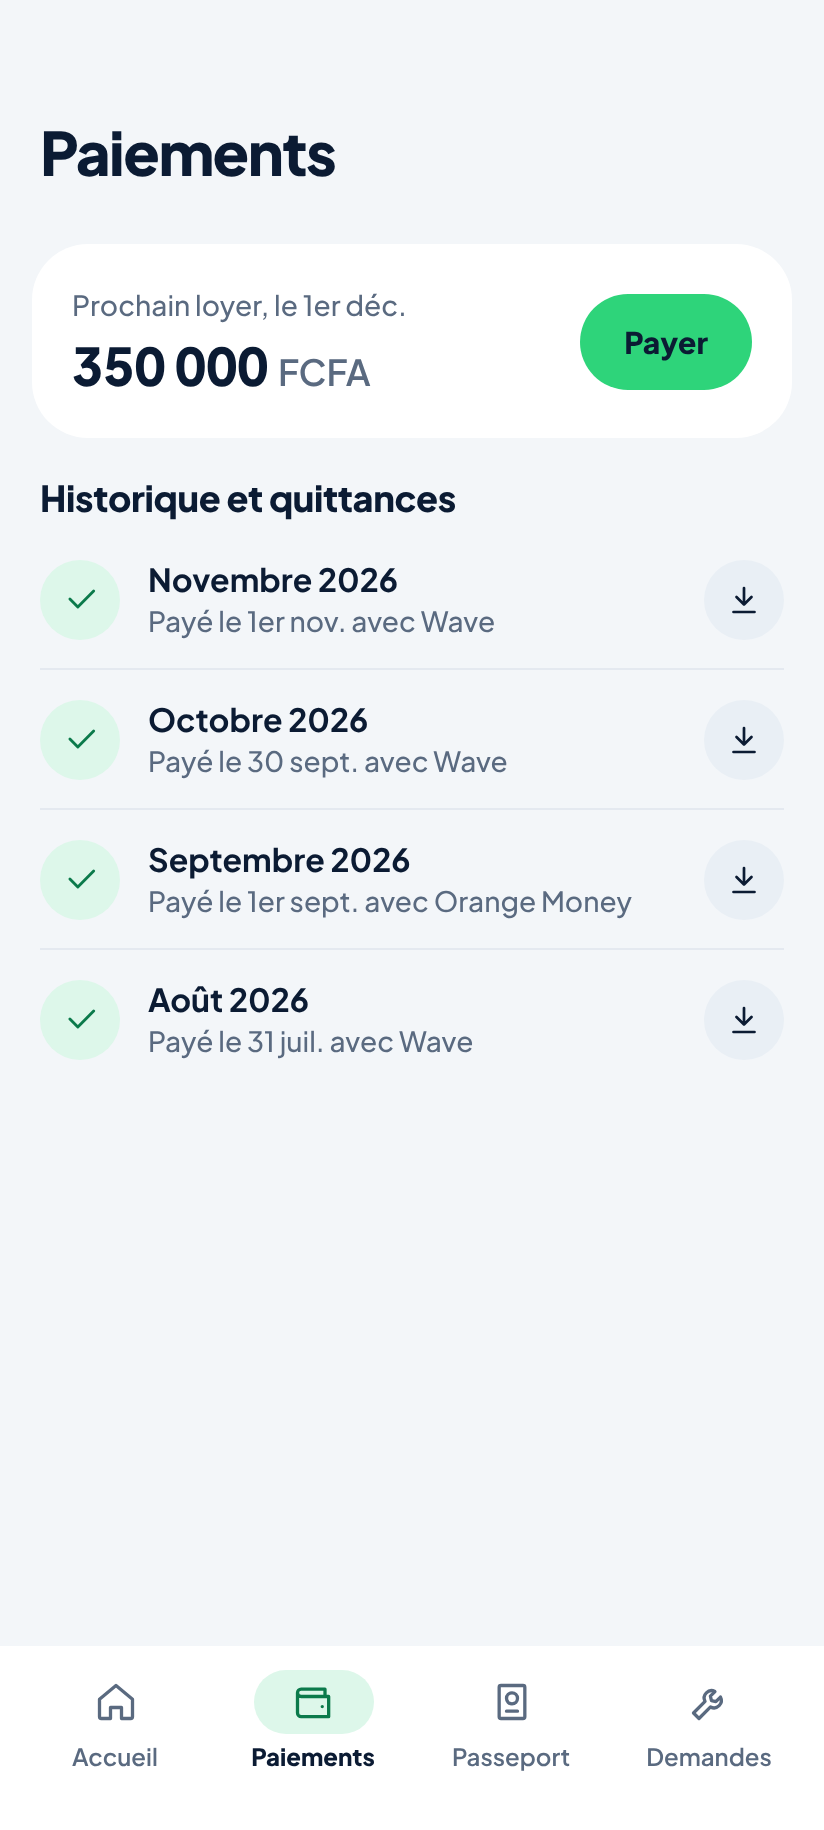 Paiements
Prochain loyer, le 1er déc.
350 000 FCFA
Payer
Historique et quittances
Novembre 2026
Payé le 1er nov. avec Wave
Octobre 2026
Payé le 30 sept. avec Wave
Septembre 2026
Payé le 1er sept. avec Orange Money
Août 2026
Payé le 31 juil. avec Wave
Accueil
Paiements
Passeport
Demandes